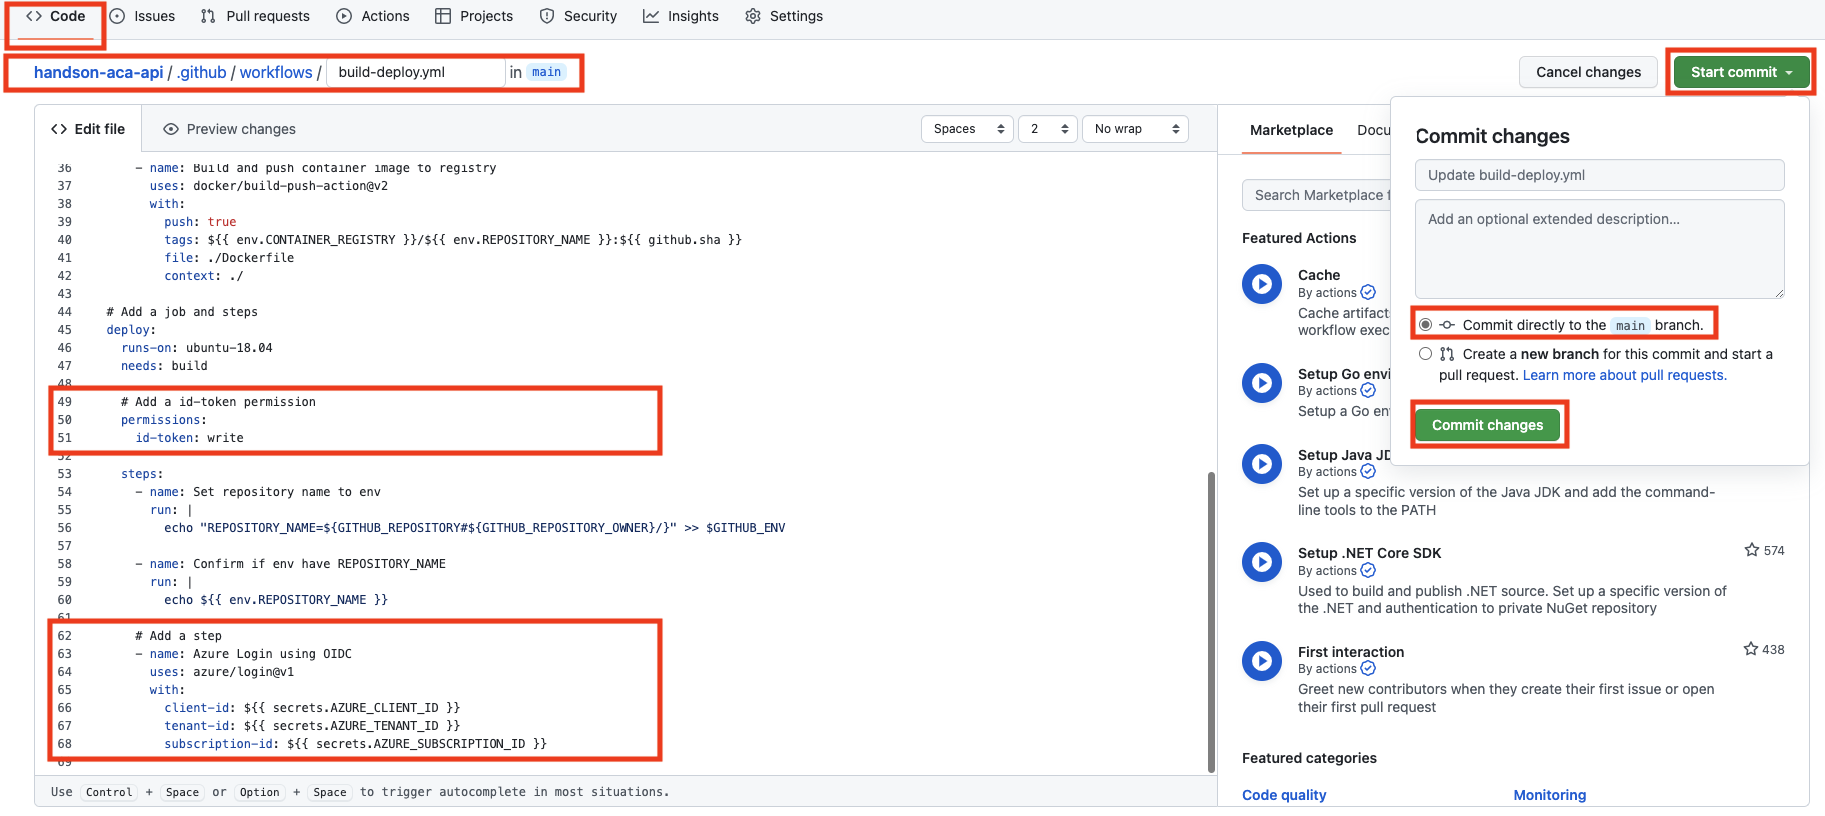 Code Issues Pull requests Actions Projects Security Insights Settings
handson-aca-api / .github / workflows / build-deploy.yml in main
Cancel changes Start commit
Edit file Preview changes Spaces 2 No wrap
36 - name: Build and push container image to registry
37 uses: docker/build-push-action@v2
38 with:
39 push: true
40 tags: ${{ env.CONTAINER_REGISTRY }}/${{ env.REPOSITORY_NAME }}:${{ github.sha }}
41 file: ./Dockerfile
42 context: ./
43
44 # Add a job and steps
45 deploy:
46 runs-on: ubuntu-18.04
47 needs: build
48
49 # Add a id-token permission
50 permissions:
51 id-token: write
52
53 steps:
54 - name: Set repository name to env
55 run: |
56 echo "REPOSITORY_NAME=${GITHUB_REPOSITORY#${GITHUB_REPOSITORY_OWNER}/}" >> $GITHUB_ENV
57
58 - name: Confirm if env have REPOSITORY_NAME
59 run: |
60 echo ${{ env.REPOSITORY_NAME }}
61
62 # Add a step
63 - name: Azure Login using OIDC
64 uses: azure/login@v1
65 with:
66 client-id: ${{ secrets.AZURE_CLIENT_ID }}
67 tenant-id: ${{ secrets.AZURE_TENANT_ID }}
68 subscription-id: ${{ secrets.AZURE_SUBSCRIPTION_ID }}
69
Use Control + Space or Option + Space to trigger autocomplete in most situations.
Marketplace Docu
Search Marketplace f
Featured Actions
Cache
By actions
Cache artifacts
workflow exec
Setup Go envi
By actions
Setup a Go en
Setup Java JD
By actions
Set up a specific version of the Java JDK and add the command-
line tools to the PATH
Setup .NET Core SDK 574
By actions
Used to build and publish .NET source. Set up a specific version of
the .NET and authentication to private NuGet repository
First interaction 438
By actions
Greet new contributors when they create their first issue or open
their first pull request
Featured categories
Code quality Monitoring
Commit changes
Update build-deploy.yml
Add an optional extended description...
Commit directly to the main branch.
Create a new branch for this commit and start a
pull request. Learn more about pull requests.
Commit changes